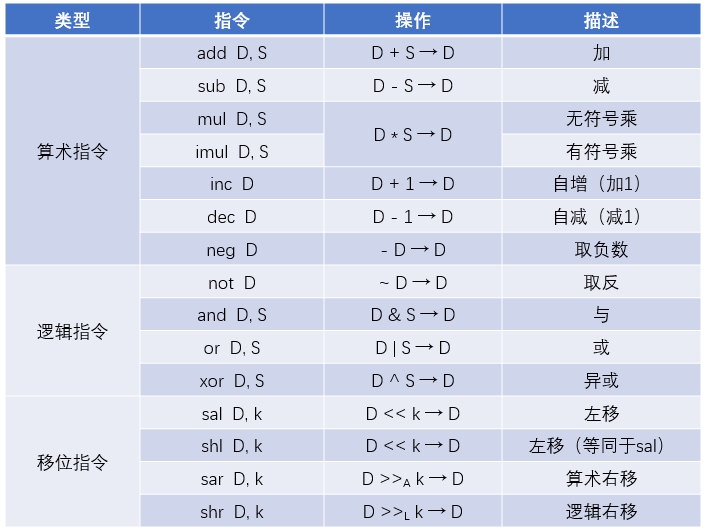 类型 指令 操作 描述
算术指令 add D, S D + S → D 加
sub D, S D - S → D 减
mul D, S D * S → D 无符号乘
imul D, S 有符号乘
inc D D + 1 → D 自增（加1）
dec D D - 1 → D 自减（减1）
neg D - D → D 取负数
逻辑指令 not D ~ D → D 取反
and D, S D & S → D 与
or D, S D | S → D 或
xor D, S D ^ S → D 异或
移位指令 sal D, k D << k → D 左移
shl D, k D << k → D 左移（等同于sal）
sar D, k D >>A k → D 算术右移
shr D, k D >>L k → D 逻辑右移